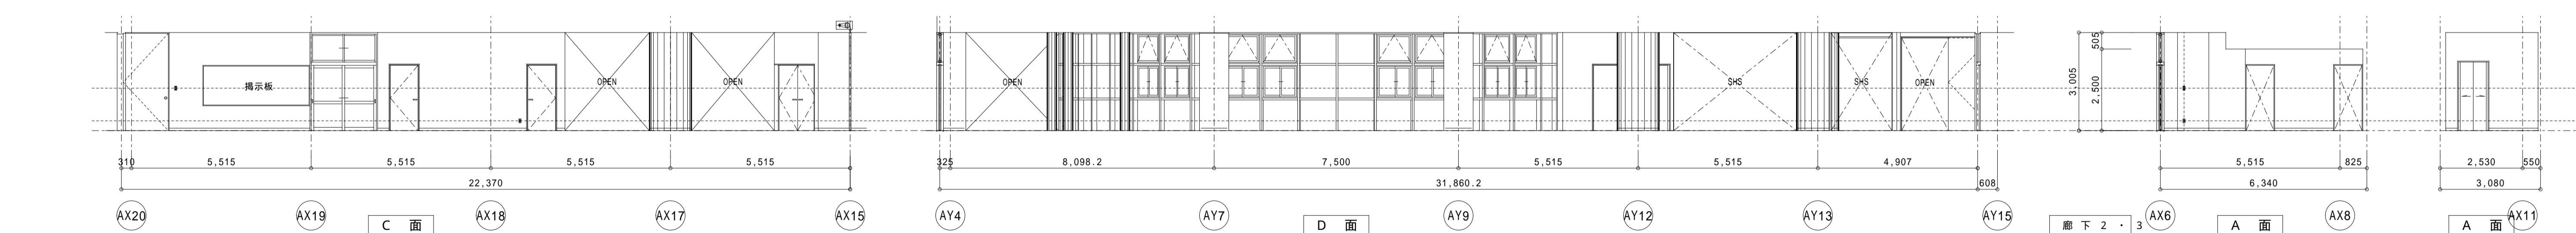 掲示板 OPEN OPEN OPEN SHS SHS OPEN
505
3,005
2,500
310 5,515 5,515 5,515 5,515 325 8,098.2 7,500 5,515 5,515 4,907 5,515 825 2,530 550
22,370 31,860.2 608 6,340 3,080
AX20 AX19 AX18 AX17 AX15 AY4 AY7 AY9 AY12 AY13 AY15 AX6 AX8 AX11
C 面 D 面 廊下2・3 A 面 A 面